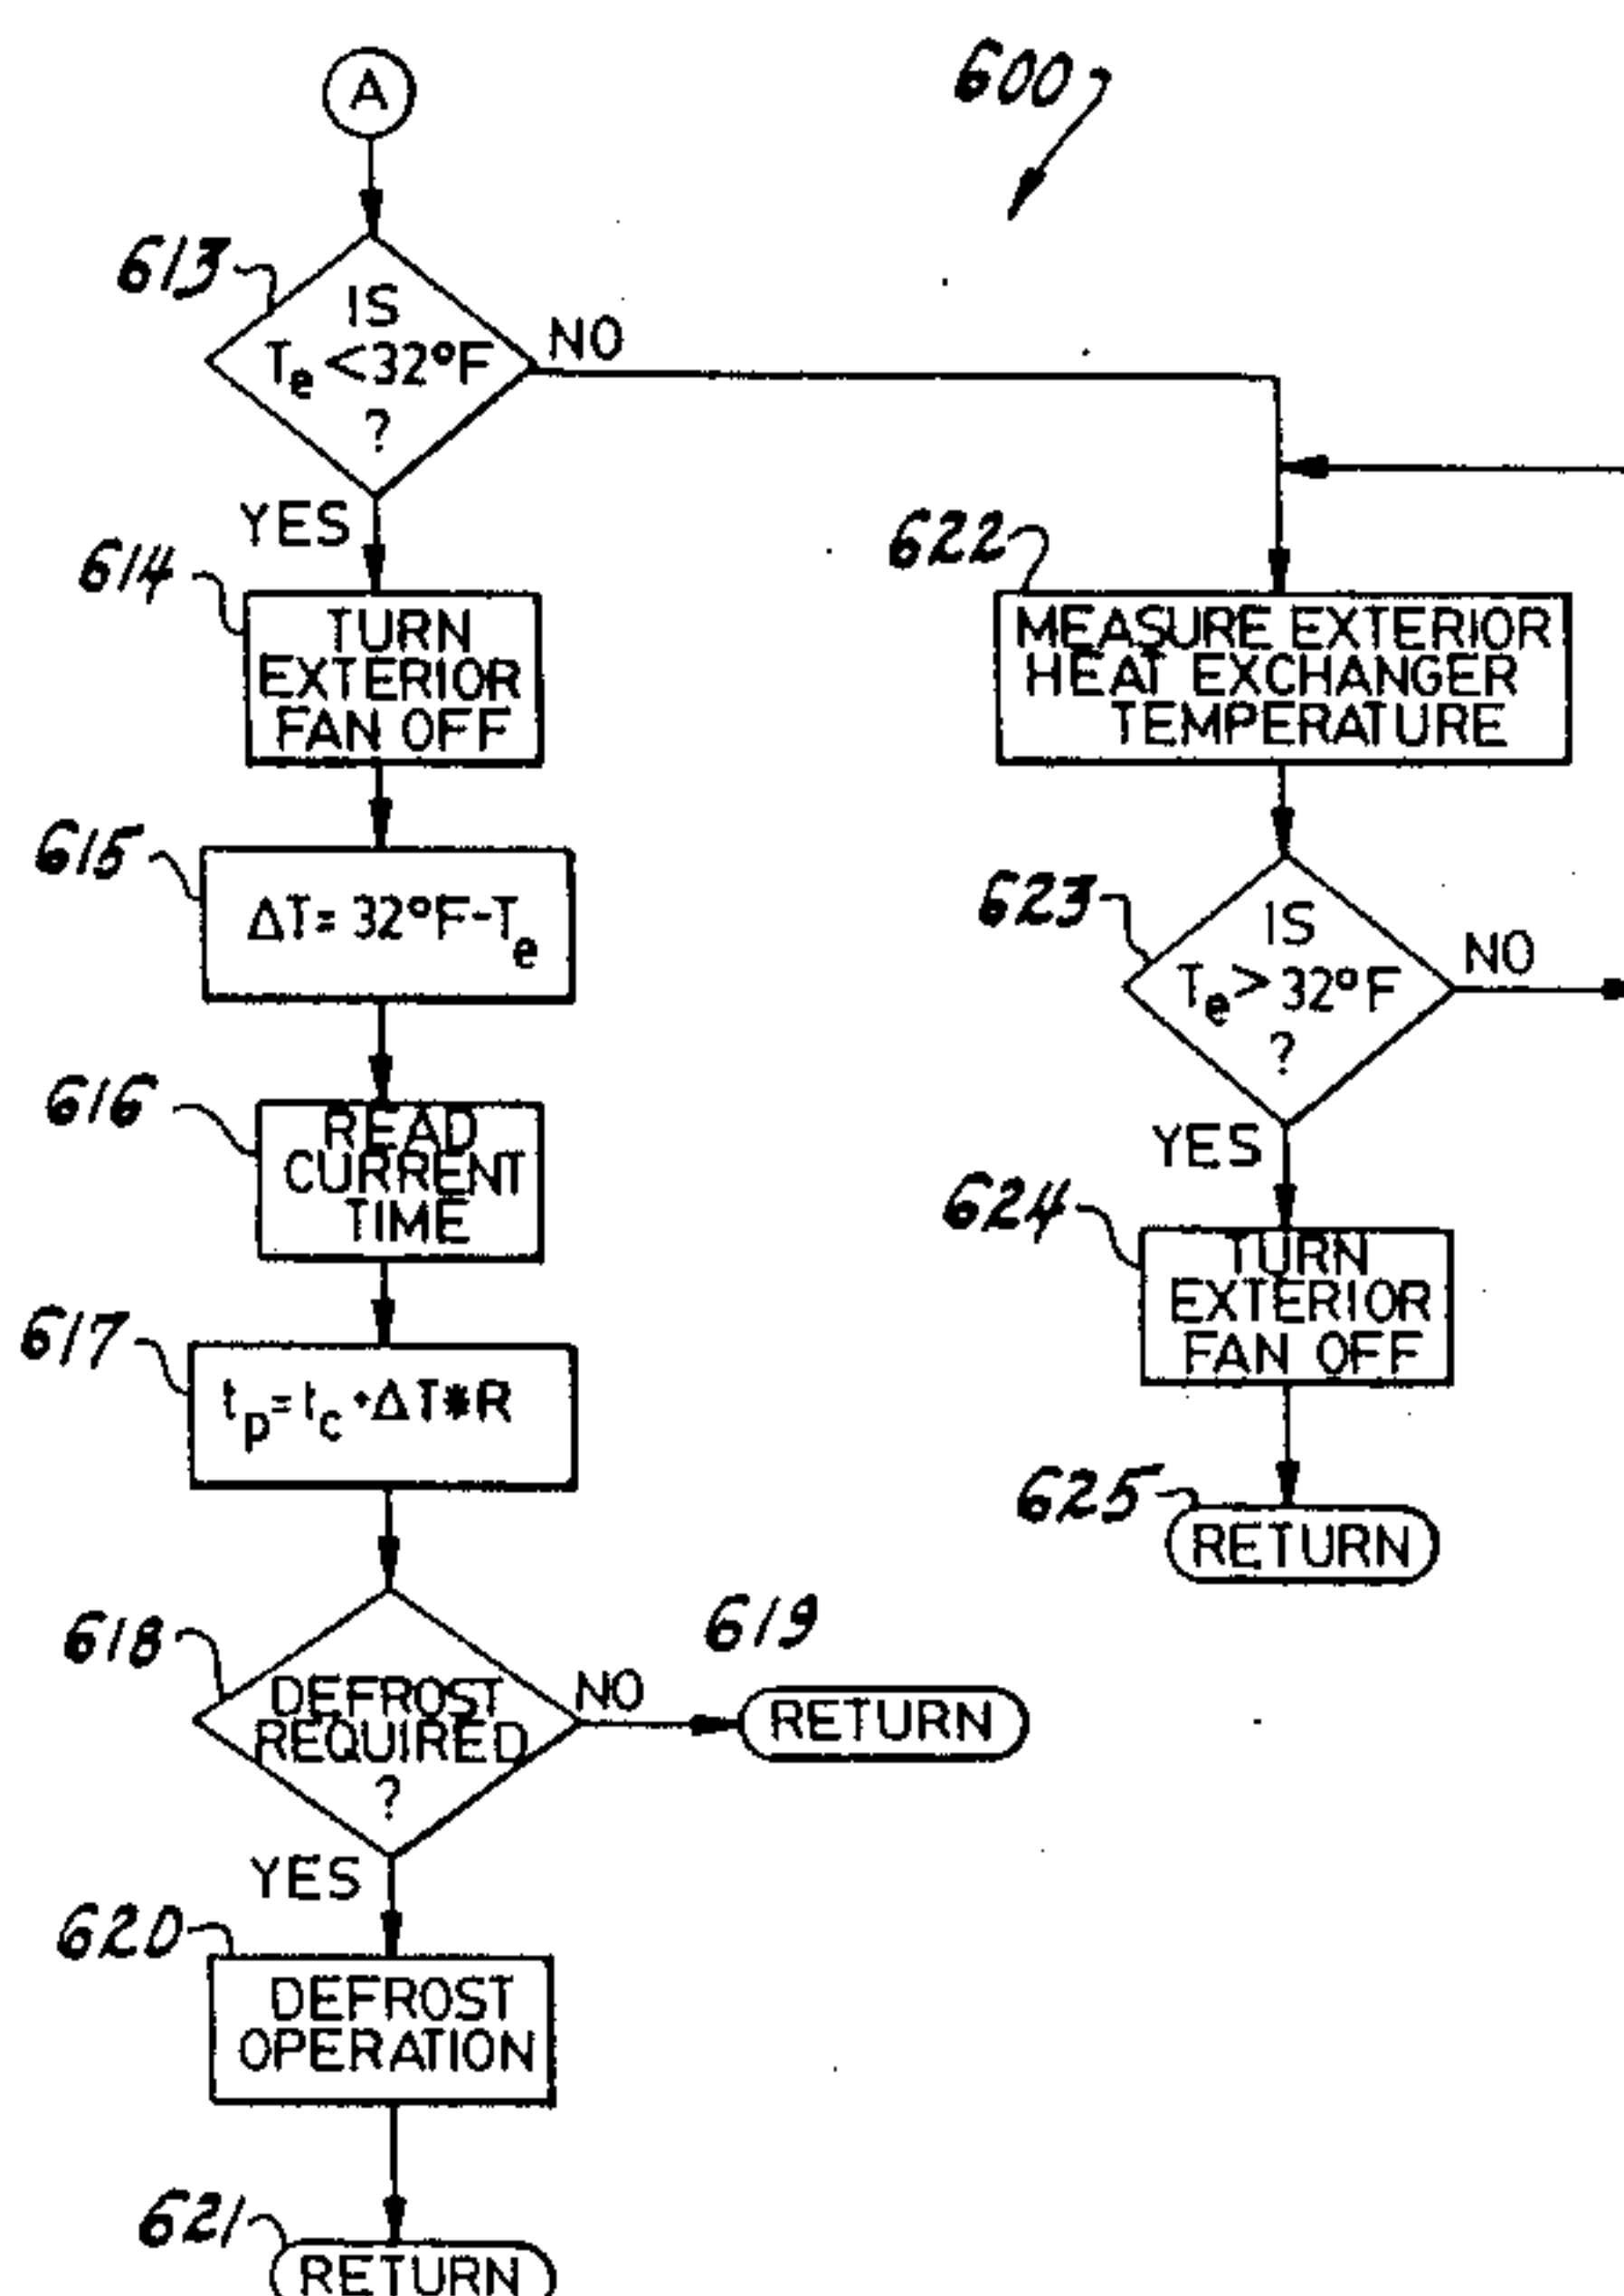 A
600
613
IS
Te <32°F
?
NO
YES
614
TURN
EXTERIOR
FAN OFF
615
ΔT= 32°F-Te
616
READ
CURRENT
TIME
617
tp=tc+ΔT*R
618
DEFROST
REQUIRED
?
NO
619
RETURN
YES
620
DEFROST
OPERATION
621
RETURN
622
MEASURE EXTERIOR
HEAT EXCHANGER
TEMPERATURE
623
IS
Te> 32°F
?
NO
YES
624
TURN
EXTERIOR
FAN OFF
625
RETURN